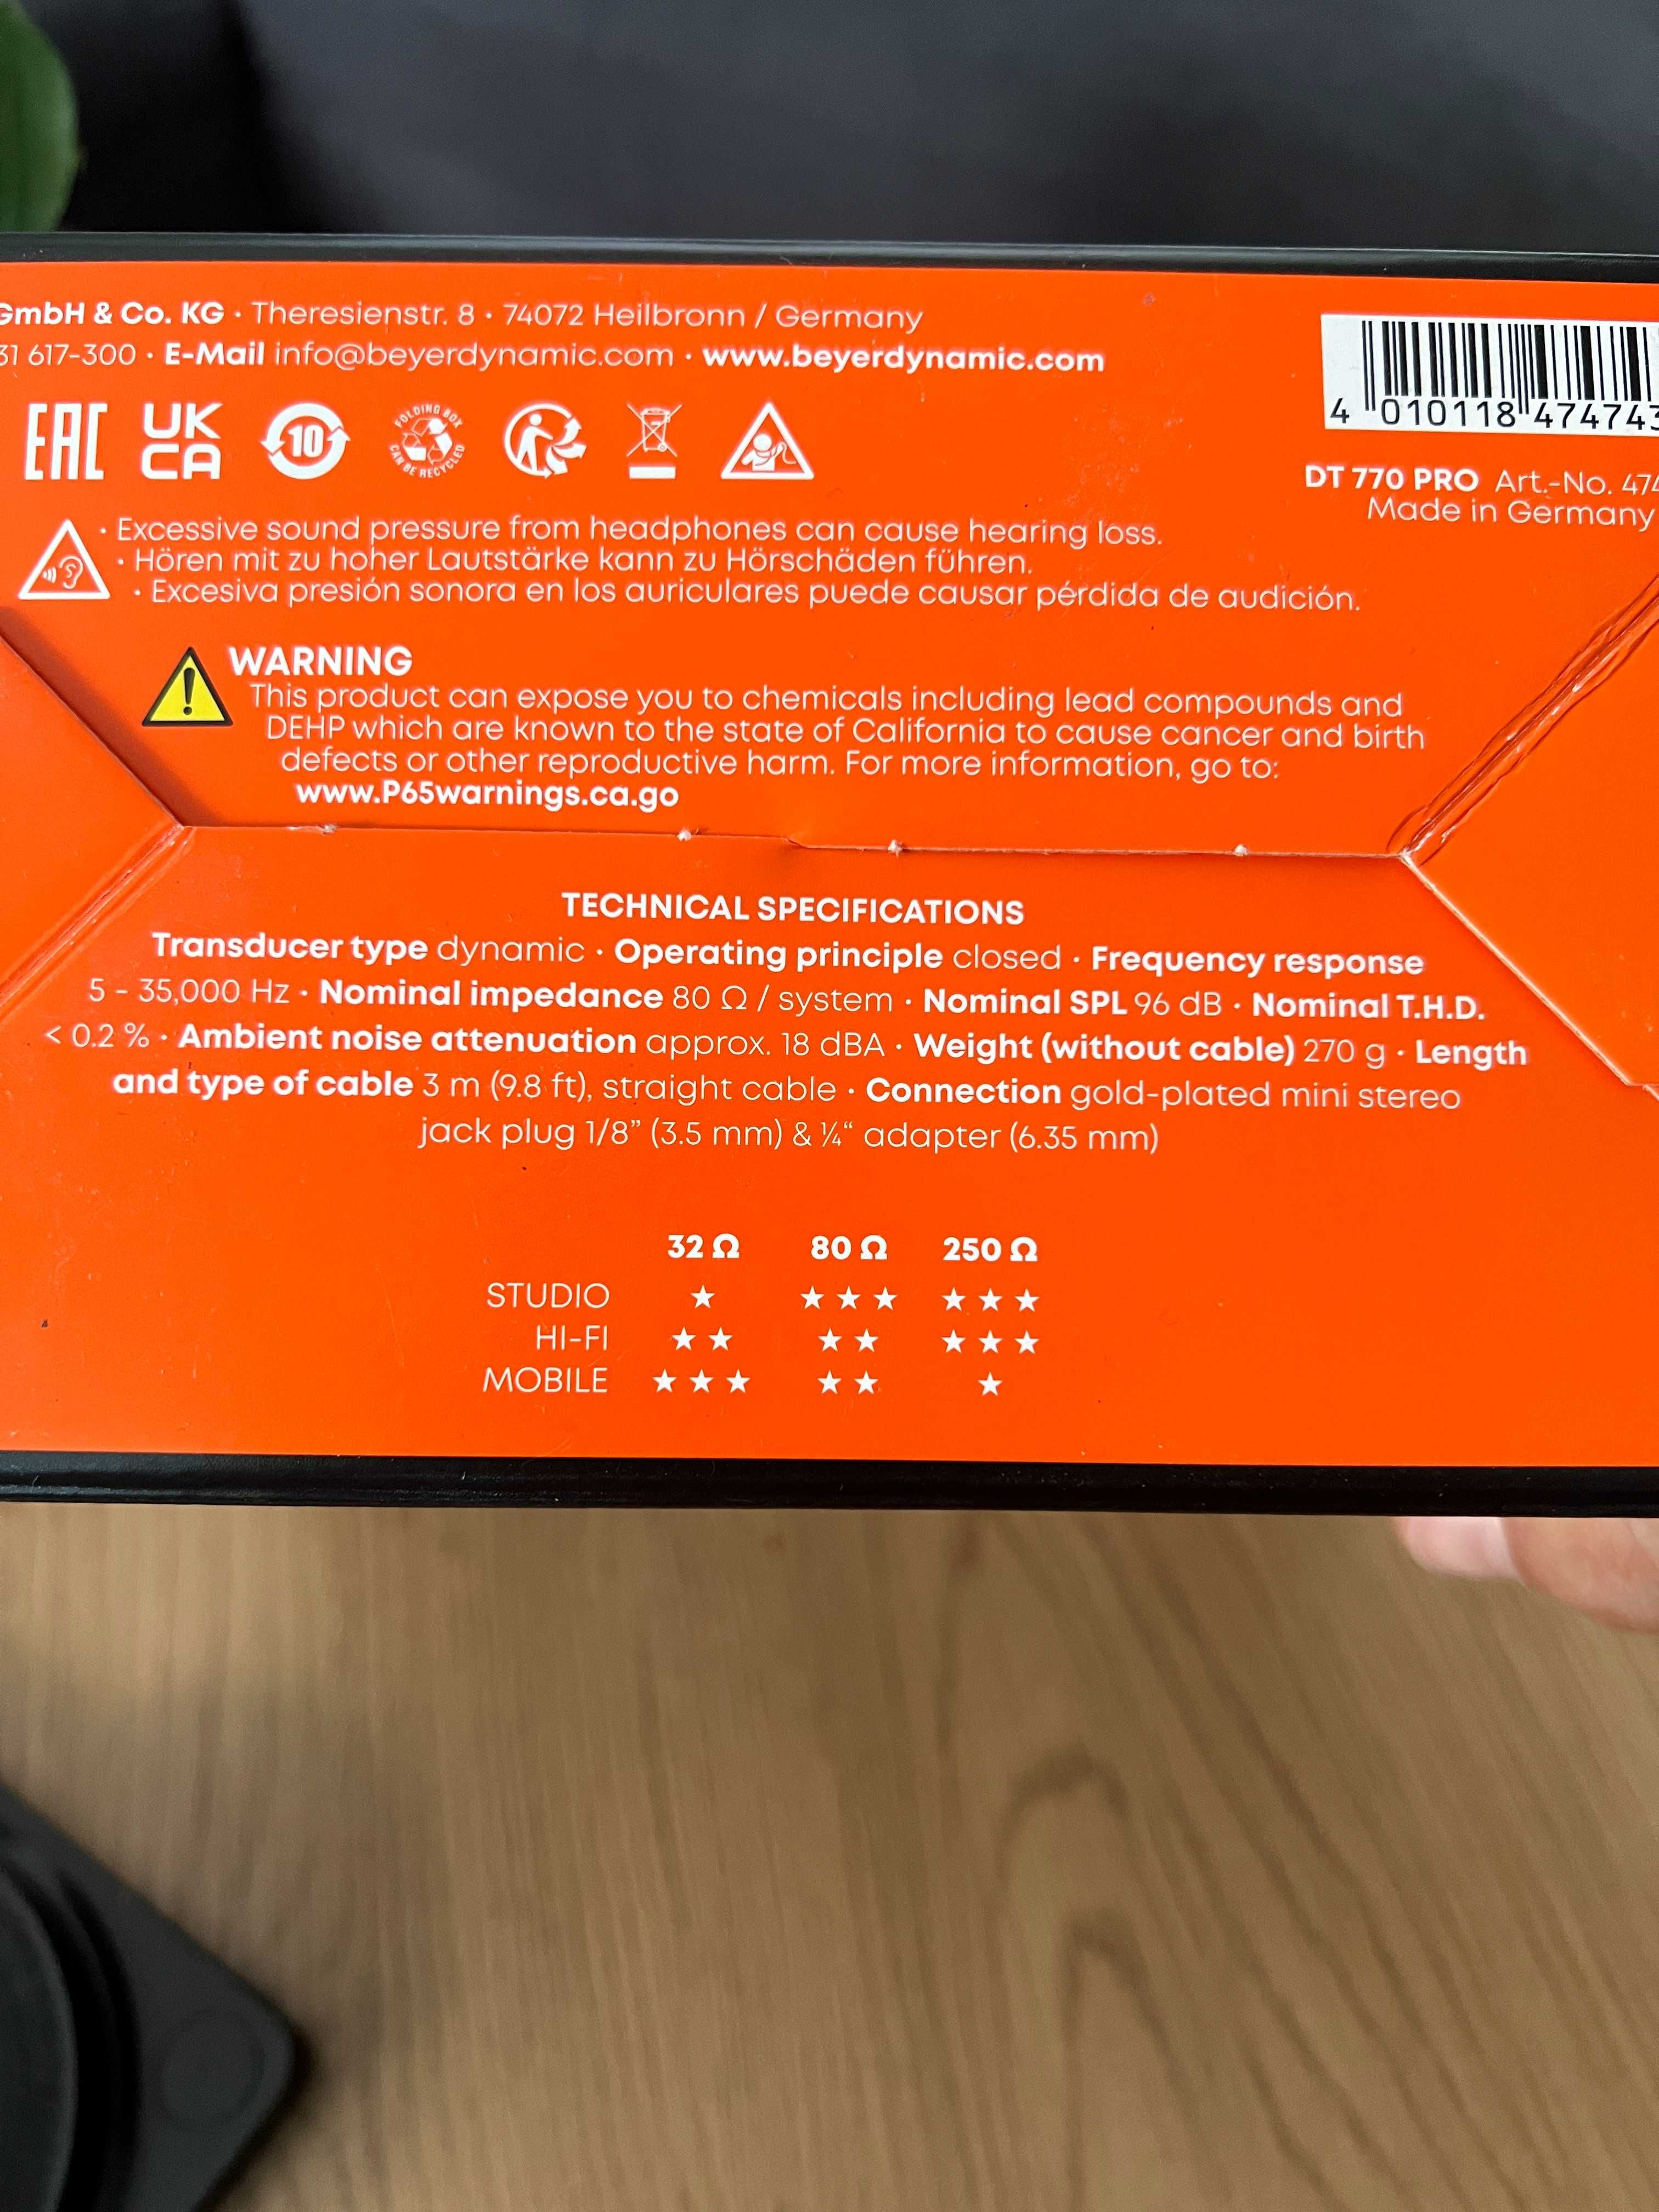 GmbH & Co. KG · Theresienstr. 8 · 74072 Heilbronn / Germany
31 617-300 · E-Mail info@beyerdynamic.com · www.beyerdynamic.com
EAC UK CA 10 FOLDING BOX CAN BE RECYCLED
4 010118 474743
DT 770 PRO Art.-No. 474
Made in Germany
· Excessive sound pressure from headphones can cause hearing loss.
· Hören mit zu hoher Lautstärke kann zu Hörschäden führen.
· Excesiva presión sonora en los auriculares puede causar pérdida de audición.
WARNING
This product can expose you to chemicals including lead compounds and
DEHP which are known to the state of California to cause cancer and birth
defects or other reproductive harm. For more information, go to:
www.P65warnings.ca.go
TECHNICAL SPECIFICATIONS
Transducer type dynamic · Operating principle closed · Frequency response
5 - 35,000 Hz · Nominal impedance 80 Ω / system · Nominal SPL 96 dB · Nominal T.H.D.
< 0.2 % · Ambient noise attenuation approx. 18 dBA · Weight (without cable) 270 g · Length
and type of cable 3 m (9.8 ft), straight cable · Connection gold-plated mini stereo
jack plug 1/8” (3.5 mm) & ¼“ adapter (6.35 mm)
32 Ω 80 Ω 250 Ω
STUDIO ★ ★★★ ★★★
HI-FI ★★ ★★ ★★★
MOBILE ★★★ ★★ ★